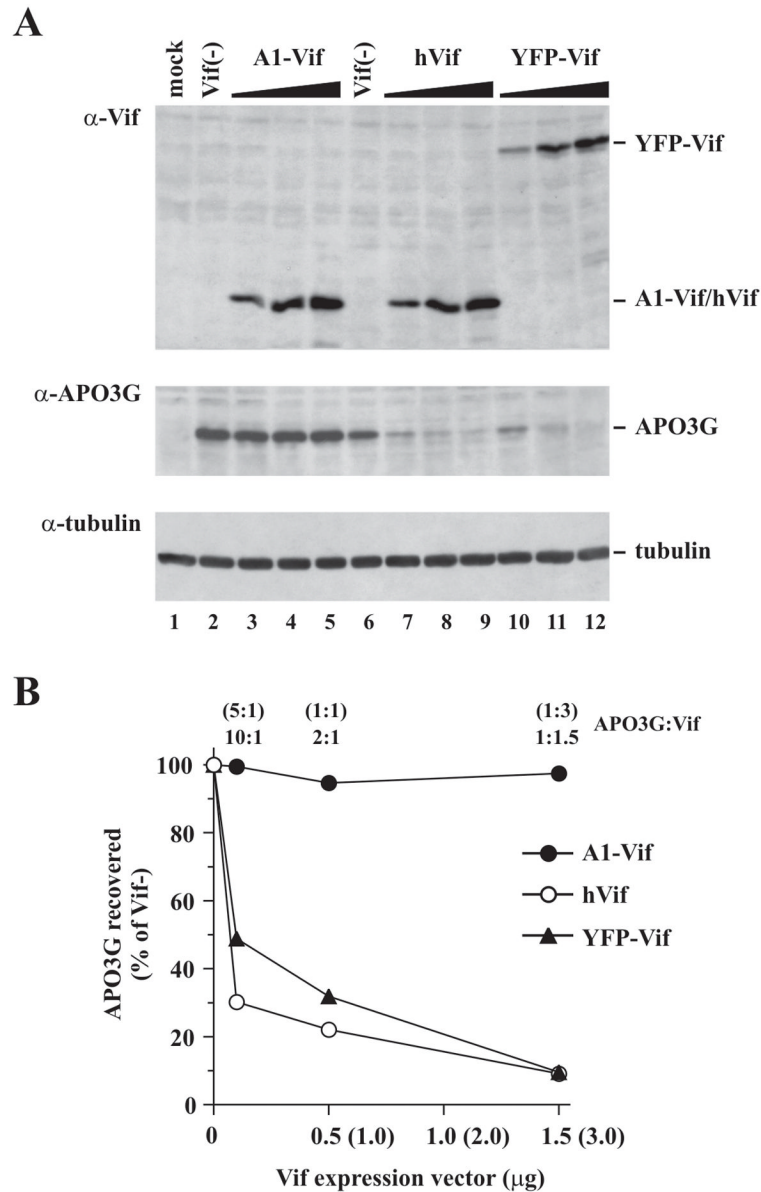 A
mock
Vif(-)
A1-Vif
Vif(-)
hVif
YFP-Vif
α-Vif
YFP-Vif
A1-Vif/hVif
α-APO3G
APO3G
α-tubulin
tubulin
1 2 3 4 5 6 7 8 9 10 11 12
B
(5:1) (1:1) (1:3)
10:1 2:1 1:1.5
APO3G:Vif
100
80
60
40
20
0
APO3G recovered
(% of Vif-)
A1-Vif
hVif
YFP-Vif
0 0.5 (1.0) 1.0 (2.0) 1.5 (3.0)
Vif expression vector (μg)